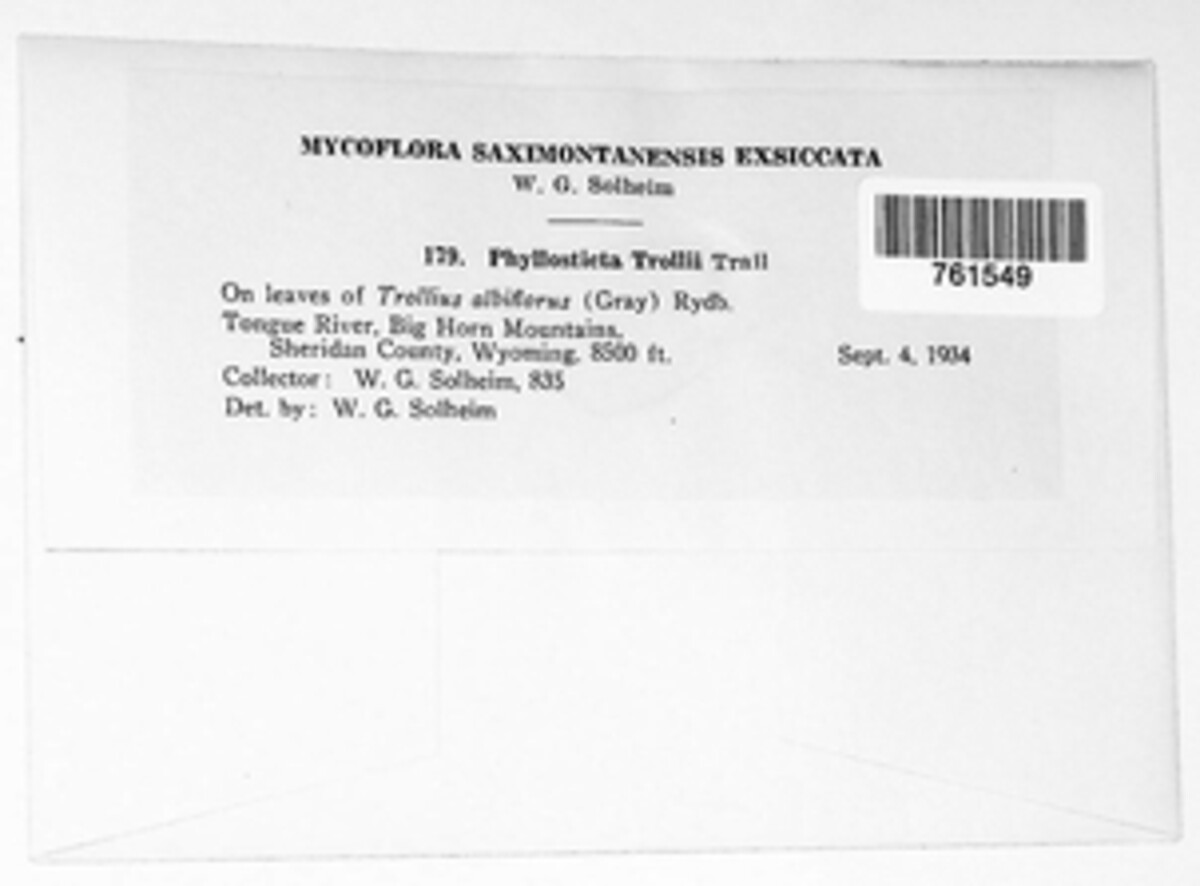 MYCOFLORA SAXIMONTANENSIS EXSICCATA
W. G. Solheim
179. Phyllosticta Trollii Trail
On leaves of Trollius albiflorus (Gray) Rydb.
Tongue River, Big Horn Mountains,
Sheridan County, Wyoming, 8500 ft.
Sept. 4, 1934
Collector: W. G. Solheim, 835
Det. by: W. G. Solheim
761549